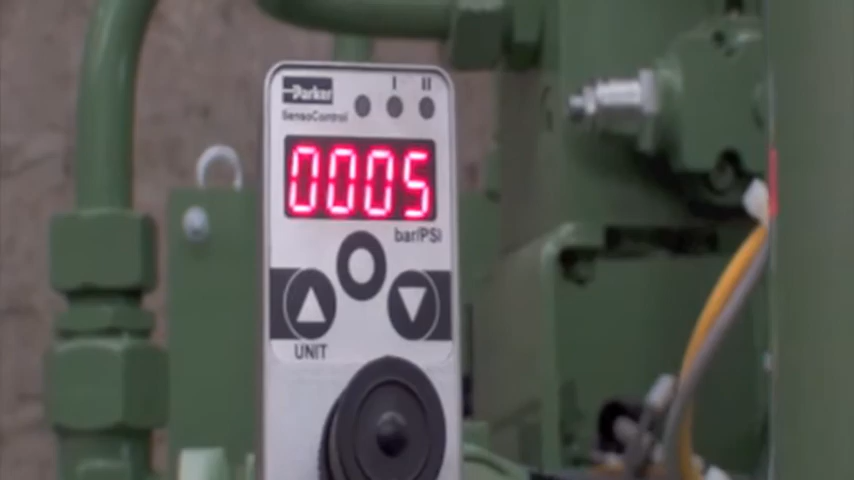 I II
Parker
SensoControl
0005
bar/PSI
UNIT